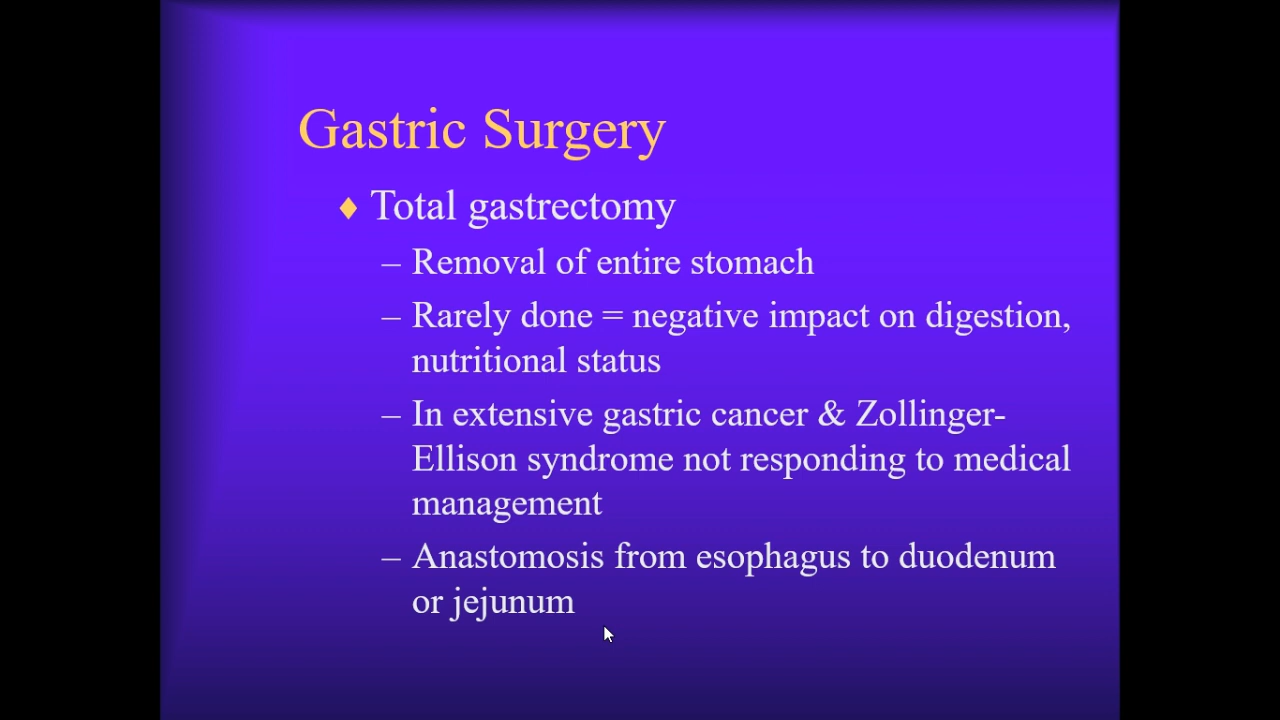 Gastric Surgery
♦ Total gastrectomy
– Removal of entire stomach
– Rarely done = negative impact on digestion,
nutritional status
– In extensive gastric cancer & Zollinger-
Ellison syndrome not responding to medical
management
– Anastomosis from esophagus to duodenum
or jejunum